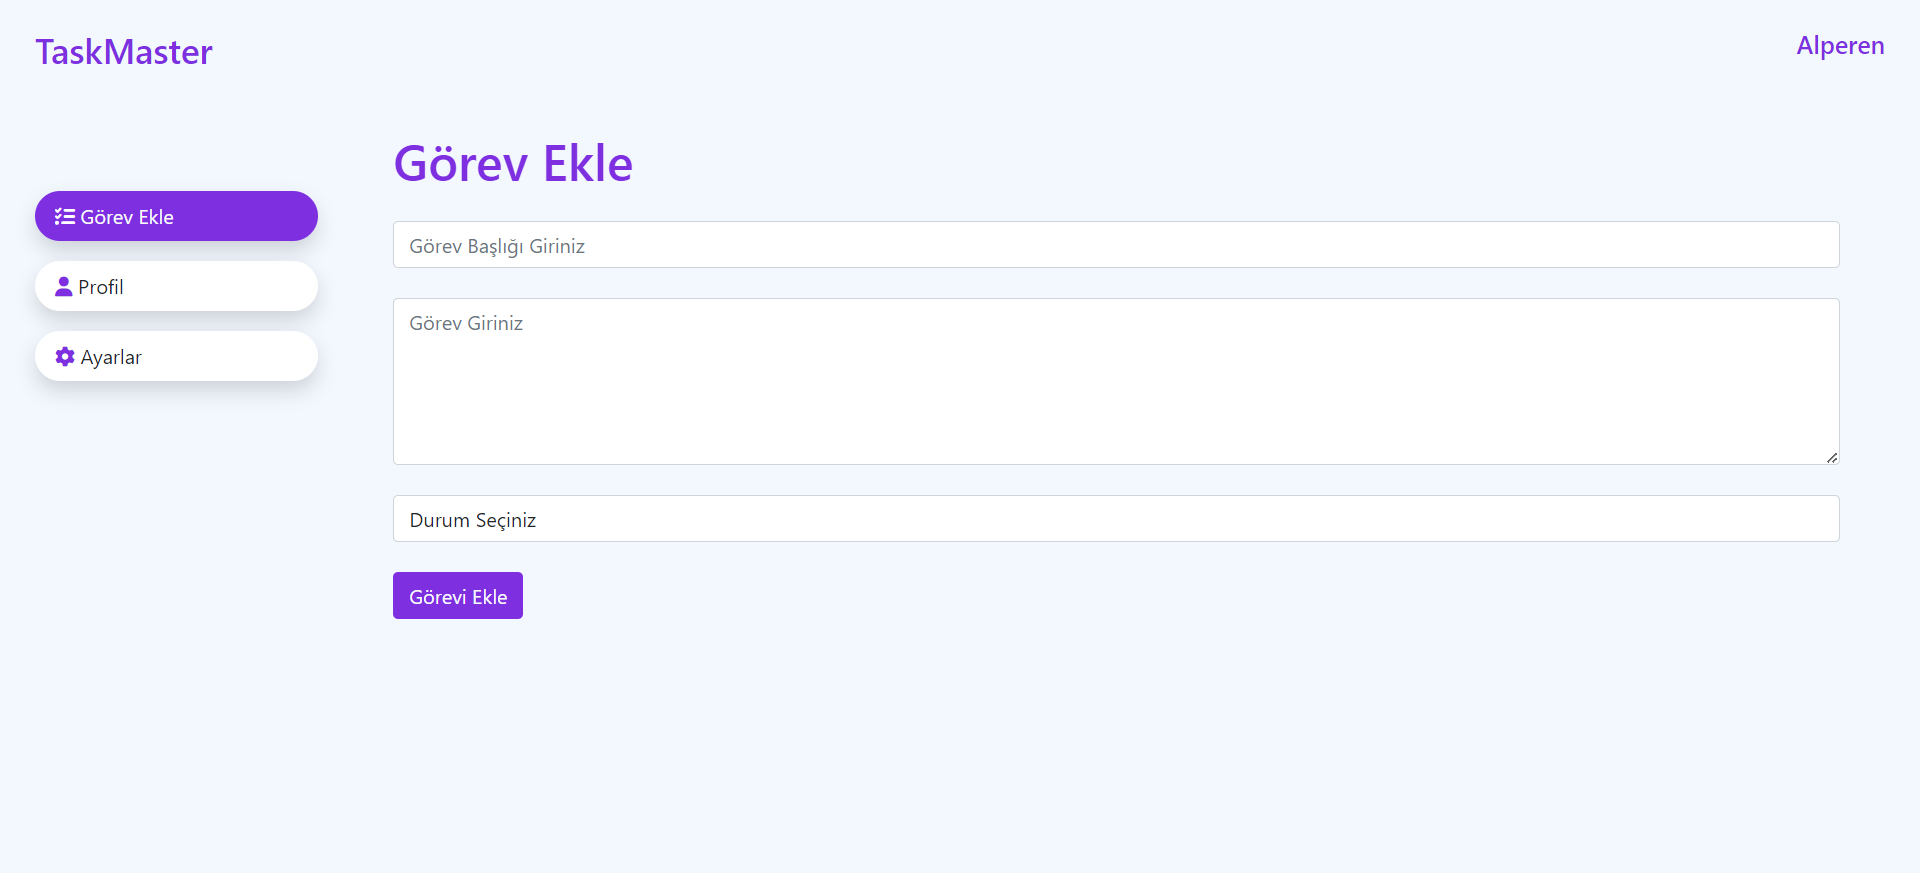 TaskMaster
Alperen
Görev Ekle
Profil
Ayarlar
Görev Ekle
Görev Başlığı Giriniz
Görev Giriniz
Durum Seçiniz
Görevi Ekle